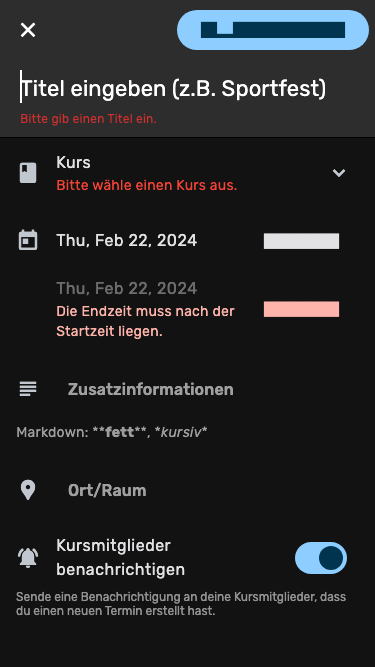 Titel eingeben (z.B. Sportfest)
Bitte gib einen Titel ein.
Kurs
Bitte wähle einen Kurs aus.
Thu, Feb 22, 2024
Thu, Feb 22, 2024
Die Endzeit muss nach der
Startzeit liegen.
Zusatzinformationen
Markdown: **fett**, *kursiv*
Ort/Raum
Kursmitglieder
benachrichtigen
Sende eine Benachrichtigung an deine Kursmitglieder, dass
du einen neuen Termin erstellt hast.